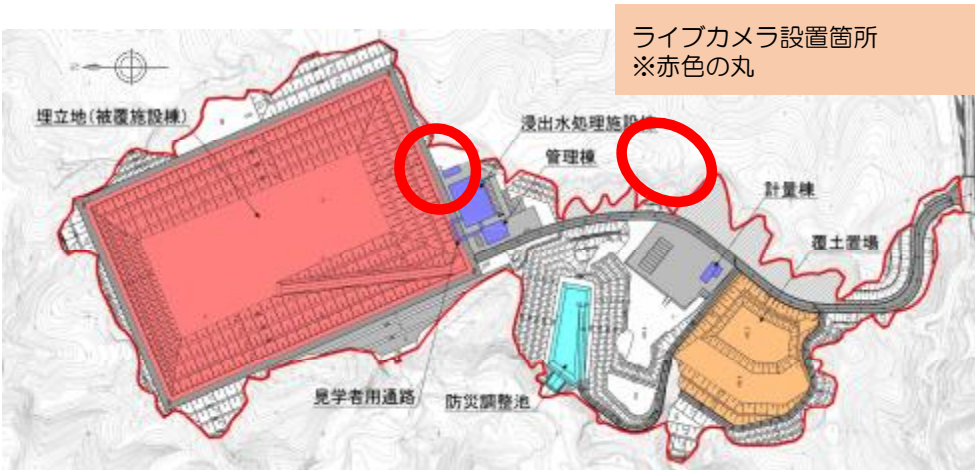 ライブカメラ設置箇所
※赤色の丸
埋立地(被覆施設棟)
浸出水処理施設
管理棟
計量棟
覆土置場
見学者用通路
防災調整池